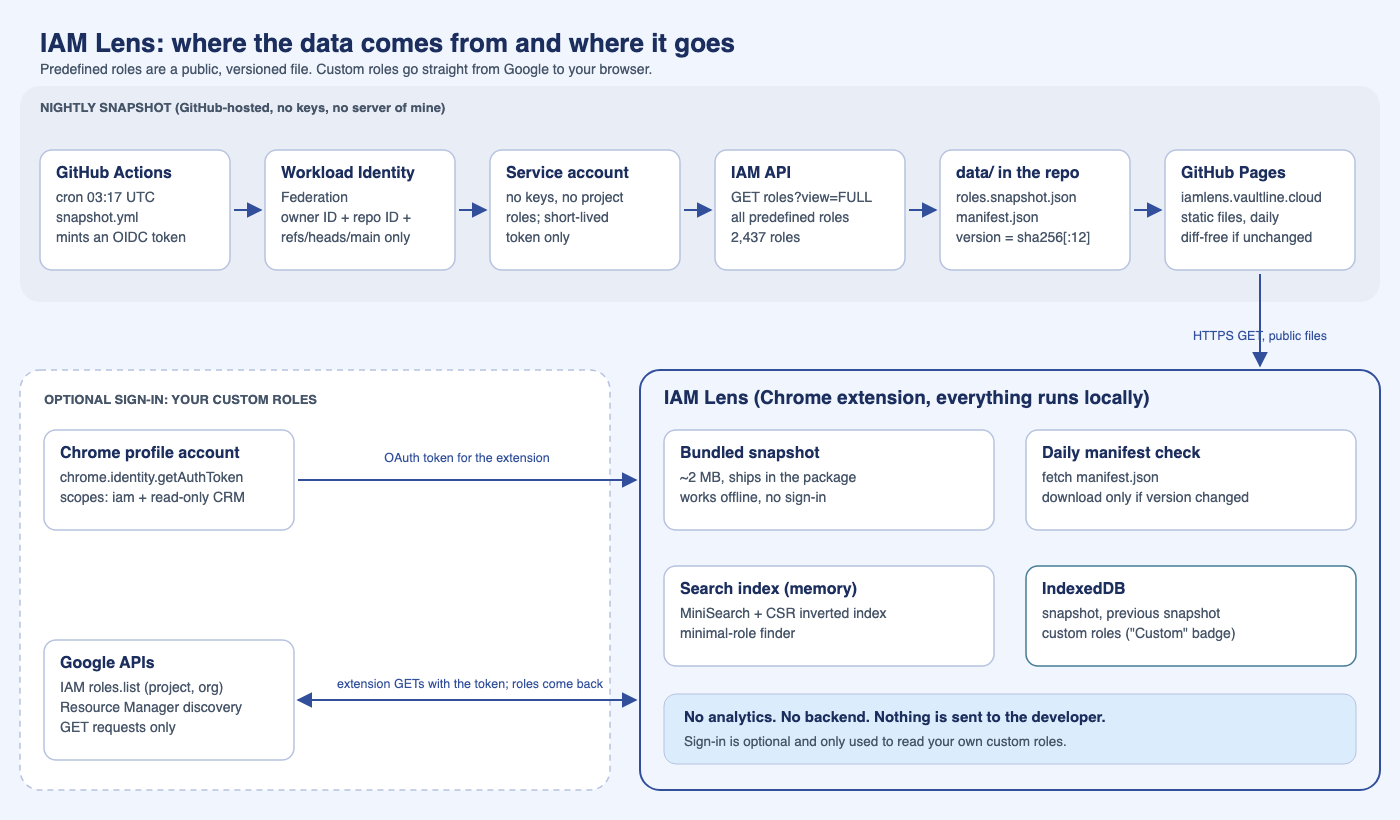 IAM Lens: where the data comes from and where it goes
Predefined roles are a public, versioned file. Custom roles go straight from Google to your browser.
NIGHTLY SNAPSHOT (GitHub-hosted, no keys, no server of mine)
GitHub Actions
cron 03:17 UTC
snapshot.yml
mints an OIDC token
Workload Identity
Federation
owner ID + repo ID +
refs/heads/main only
Service account
no keys, no project
roles; short-lived
token only
IAM API
GET roles?view=FULL
all predefined roles
2,437 roles
data/ in the repo
roles.snapshot.json
manifest.json
version = sha256[:12]
GitHub Pages
iamlens.vaultline.cloud
static files, daily
diff-free if unchanged
HTTPS GET, public files
OPTIONAL SIGN-IN: YOUR CUSTOM ROLES
Chrome profile account
chrome.identity.getAuthToken
scopes: iam + read-only CRM
OAuth token for the extension
Google APIs
IAM roles.list (project, org)
Resource Manager discovery
GET requests only
extension GETs with the token; roles come back
IAM Lens (Chrome extension, everything runs locally)
Bundled snapshot
~2 MB, ships in the package
works offline, no sign-in
Daily manifest check
fetch manifest.json
download only if version changed
Search index (memory)
MiniSearch + CSR inverted index
minimal-role finder
IndexedDB
snapshot, previous snapshot
custom roles ("Custom" badge)
No analytics. No backend. Nothing is sent to the developer.
Sign-in is optional and only used to read your own custom roles.